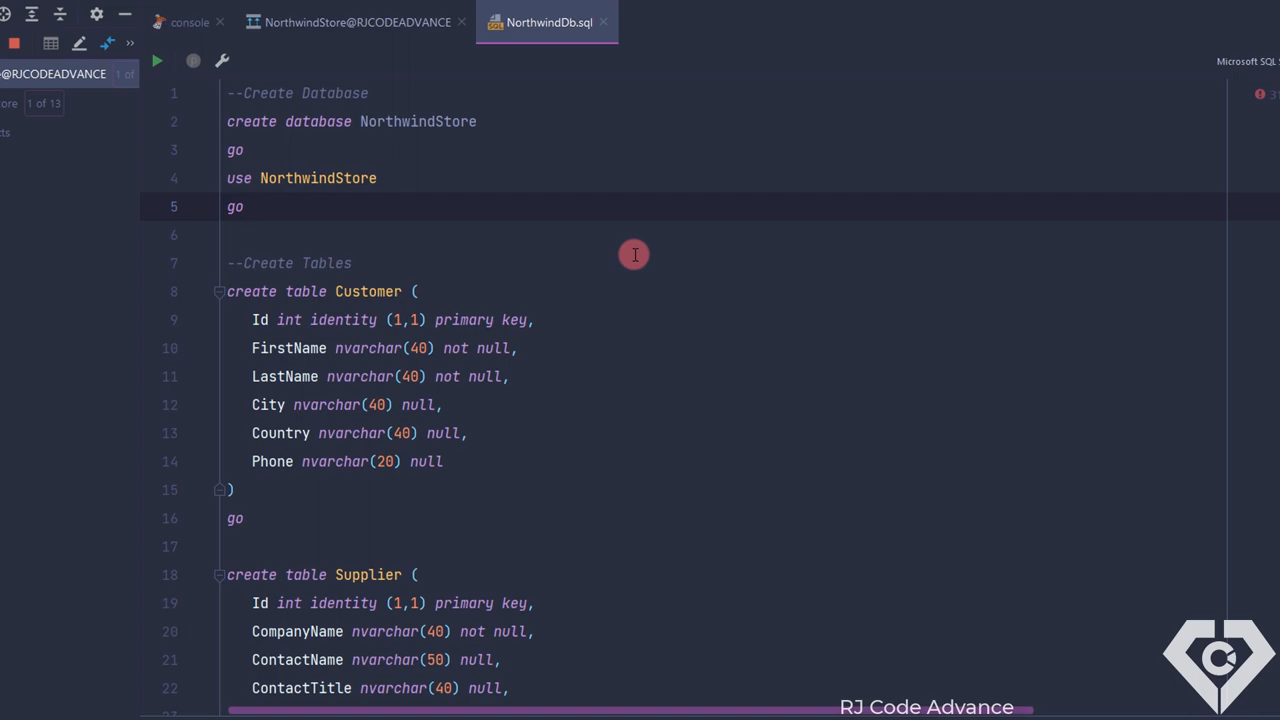 console
NorthwindStore@RJCODEADVANCE
NorthwindDb.sql
@RJCODEADVANCE 1 of
1 of 13
Microsoft SQL
1 --Create Database
2 create database NorthwindStore
3 go
4 use NorthwindStore
5 go
6
7 --Create Tables
8 create table Customer (
9 Id int identity (1,1) primary key,
10 FirstName nvarchar(40) not null,
11 LastName nvarchar(40) not null,
12 City nvarchar(40) null,
13 Country nvarchar(40) null,
14 Phone nvarchar(20) null
15 )
16 go
17
18 create table Supplier (
19 Id int identity (1,1) primary key,
20 CompanyName nvarchar(40) not null,
21 ContactName nvarchar(50) null,
22 ContactTitle nvarchar(40) null,
RJ Code Advance